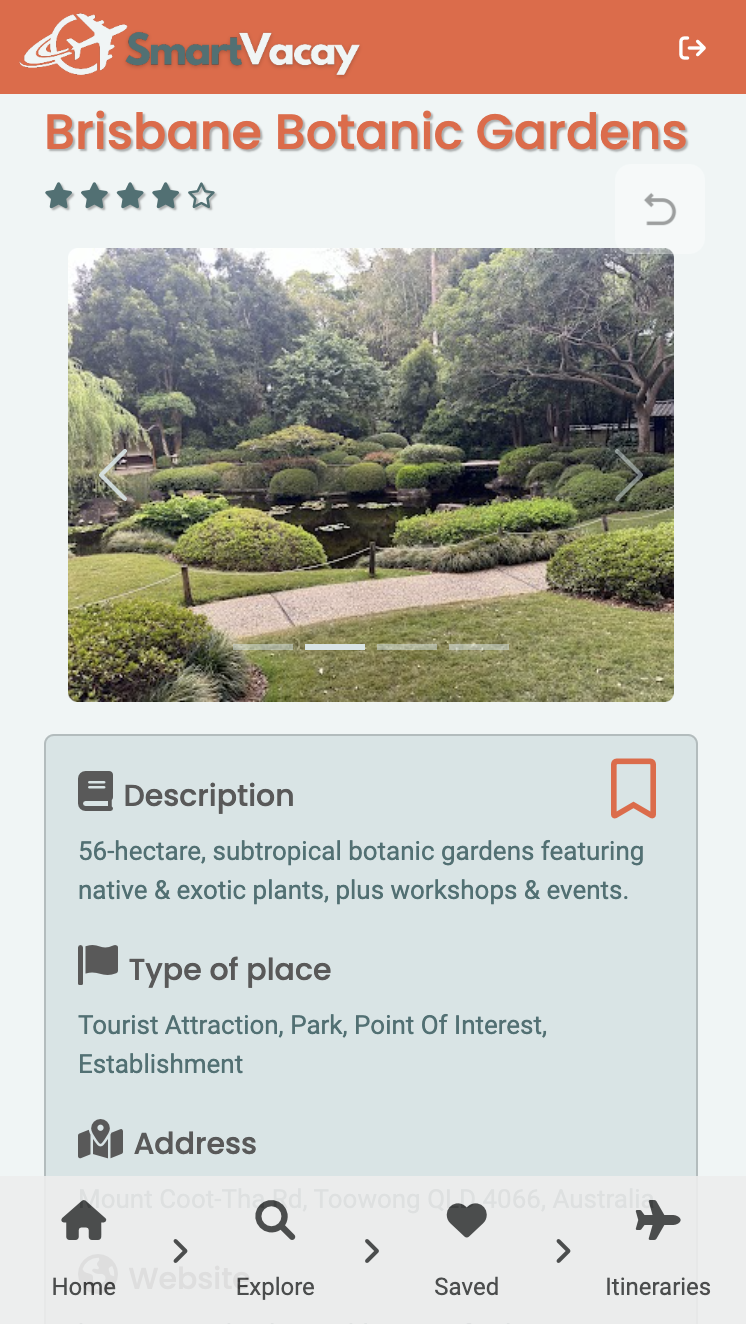 SmartVacay
Brisbane Botanic Gardens
Description
56-hectare, subtropical botanic gardens featuring
native & exotic plants, plus workshops & events.
Type of place
Tourist Attraction, Park, Point Of Interest,
Establishment
Address
Mount Coot-Tha Rd, Toowong QLD 4066, Australia
Website
Home
Explore
Saved
Itineraries